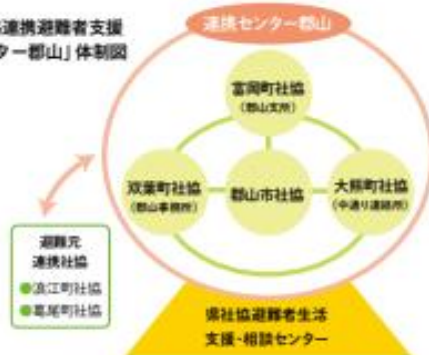 連携避難者支援
ター郡山」体制図
連携センター郡山
富岡町社協
（郡山支所）
双葉町社協
（郡山事務所）
郡山市社協
大熊町社協
（中通り連絡所）
避難元
連携社協
●浪江町社協
●葛尾町社協
県社協避難者生活
支援・相談センター